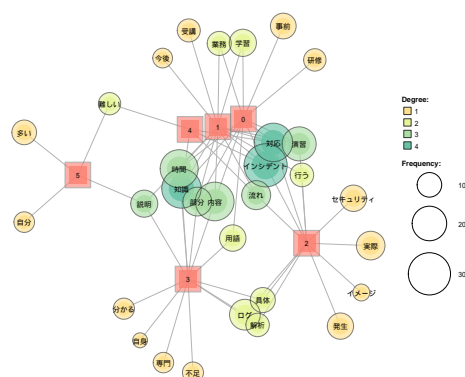 受講
事前
業務
学習
今後
研修
Degree:
1
2
3
4
Frequency:
10
20
30
難しい
4
1
0
多い
対応
演習
時間
インシデント
5
知識
行う
説明
部分
内容
流れ
セキュリティ
自分
用語
2
実際
3
具体
イメージ
分かる
ログ
解析
発生
自身
専門
不足